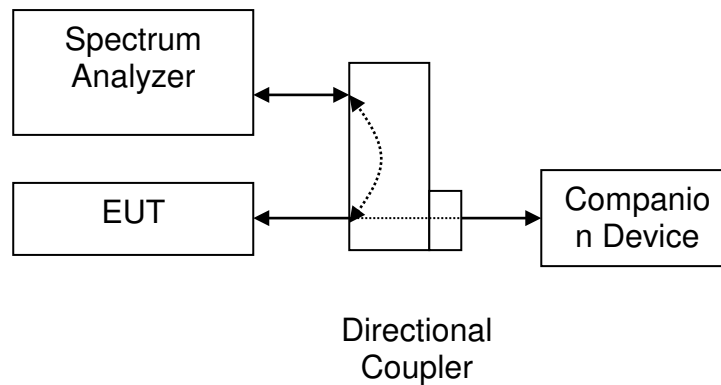 Spectrum
Analyzer
EUT
Companio
n Device
Directional
Coupler